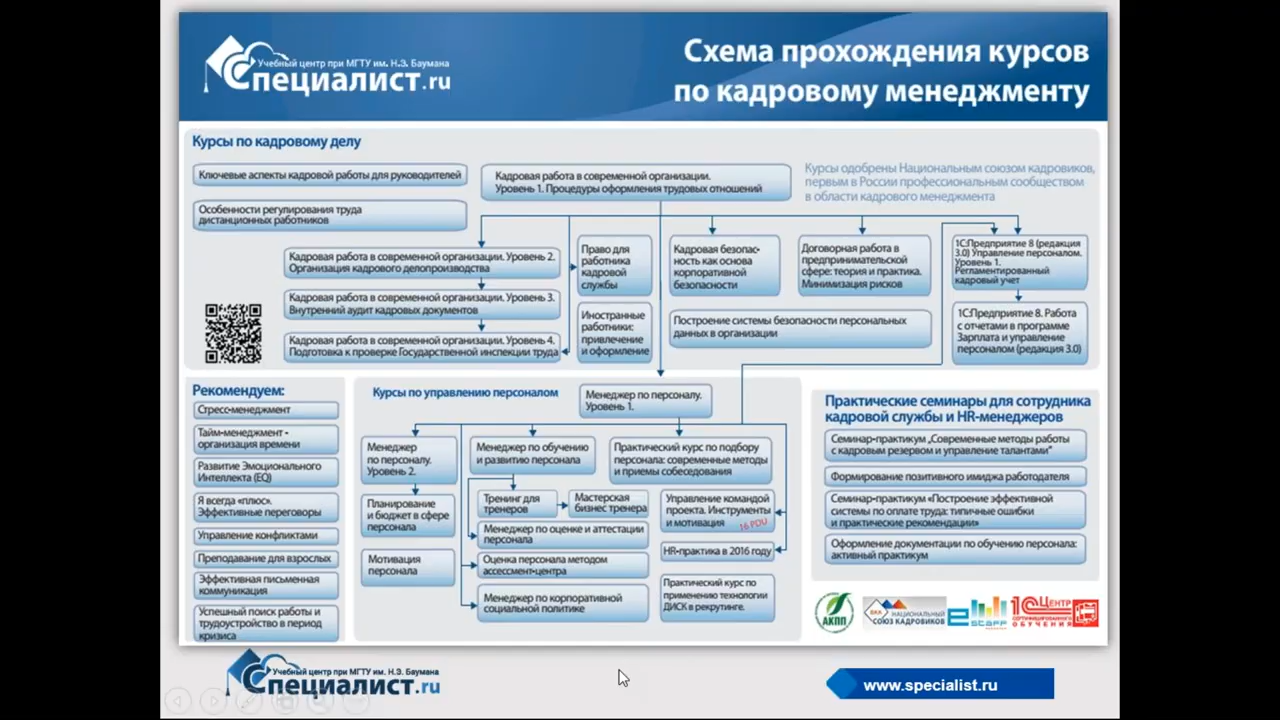 Учебный центр при МГТУ им. Н.Э. Баумана
Специалист.ru
Схема прохождения курсов
по кадровому менеджменту
Курсы по кадровому делу
Ключевые аспекты кадровой работы для руководителей
Особенности регулирования труда
дистанционных работников
Кадровая работа в современной организации.
Уровень 1. Процедуры оформления трудовых отношений
Курсы одобрены Национальным союзом кадровиков,
первым в России профессиональным сообществом
в области кадрового менеджмента
Кадровая работа в современной организации. Уровень 2.
Организация кадрового делопроизводства
Кадровая работа в современной организации. Уровень 3.
Внутренний аудит кадровых документов
Кадровая работа в современной организации. Уровень 4.
Подготовка к проверке Государственной инспекции труда
Право для
работника
кадровой
службы
Иностранные
работники:
привлечение
и оформление
Кадровая безопас-
ность как основа
корпоративной
безопасности
Договорная работа в
предпринимательской
сфере: теория и практика.
Минимизация рисков
Построение системы безопасности персональных
данных в организации
1С:Предприятие 8 (редакция
3.0) Управление персоналом.
Уровень 1.
Регламентированный
кадровый учет
1С:Предприятие 8. Работа
с отчетами в программе
Зарплата и управление
персоналом (редакция 3.0)
Рекомендуем:
Стресс-менеджмент
Тайм-менеджмент -
организация времени
Развитие Эмоционального
Интеллекта (EQ)
Я всегда «плюс».
Эффективные переговоры
Управление конфликтами
Преподавание для взрослых
Эффективная письменная
коммуникация
Успешный поиск работы и
трудоустройство в период
кризиса
Курсы по управлению персоналом
Менеджер по персоналу.
Уровень 1.
Менеджер
по персоналу.
Уровень 2.
Планирование
и бюджет в сфере
персонала
Мотивация
персонала
Менеджер по обучению
и развитию персонала
Тренинг для
тренеров
Мастерская
бизнес тренера
Менеджер по оценке и аттестации
персонала
Оценка персонала методом
ассессмент-центра
Менеджер по корпоративной
социальной политике
Практический курс по подбору
персонала: современные методы
и приемы собеседования
Управление командой
проекта. Инструменты
и мотивация
16 PDU
HR-практика в 2016 году
Практический курс по
применению технологии
ДИСК в рекрутинге.
Практические семинары для сотрудника
кадровой службы и HR-менеджеров
Семинар-практикум „Современные методы работы
с кадровым резервом и управление талантами“
Формирование позитивного имиджа работодателя
Семинар-практикум «Построение эффективной
системы по оплате труда: типичные ошибки
и практические рекомендации»
Оформление документации по обучению персонала:
активный практикум
АКПП
ВКК
НАЦИОНАЛЬНЫЙ
СОЮЗ КАДРОВИКОВ
e-STAFF
1С:ЦЕНТР
СЕРТИФИЦИРОВАННОГО
ОБУЧЕНИЯ
Учебный центр при МГТУ им. Н.Э. Баумана
Специалист.ru
www.specialist.ru